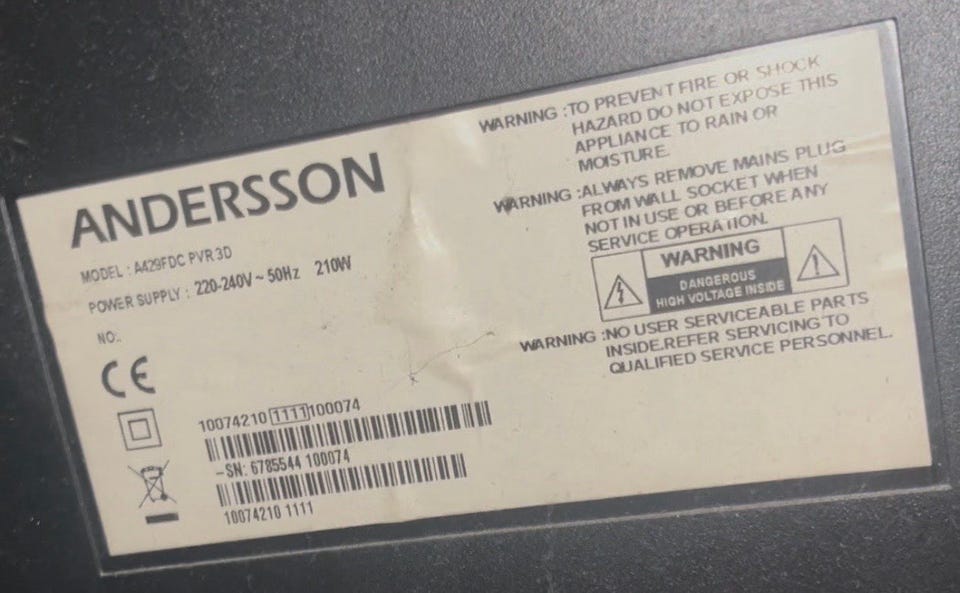 ANDERSSON
MODEL : A429FDC PVR 3D
POWER SUPPLY : 220-240V ~ 50Hz 210W
NO.:
CE
10074210 1111 100074
-SN: 6785544 100074
10074210 1111
WARNING :TO PREVENT FIRE OR SHOCK
HAZARD DO NOT EXPOSE THIS
APPLIANCE TO RAIN OR
MOISTURE.
WARNING :ALWAYS REMOVE MAINS PLUG
FROM WALL SOCKET WHEN
NOT IN USE OR BEFORE ANY
SERVICE OPERATION.
WARNING
DANGEROUS
HIGH VOLTAGE INSIDE
WARNING :NO USER SERVICEABLE PARTS
INSIDE.REFER SERVICING TO
QUALIFIED SERVICE PERSONNEL.